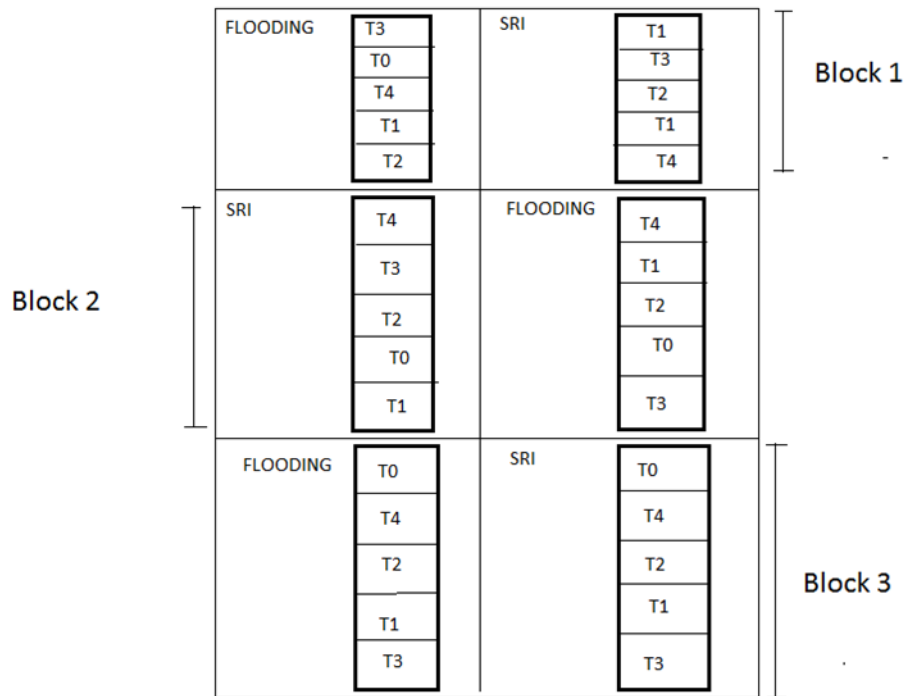 FLOODING
T3
T0
T4
T1
T2
SRI
T1
T3
T2
T1
T4
Block 1
Block 2
SRI
T4
T3
T2
T0
T1
FLOODING
T4
T1
T2
T0
T3
FLOODING
T0
T4
T2
T1
T3
SRI
T0
T4
T2
T1
T3
Block 3